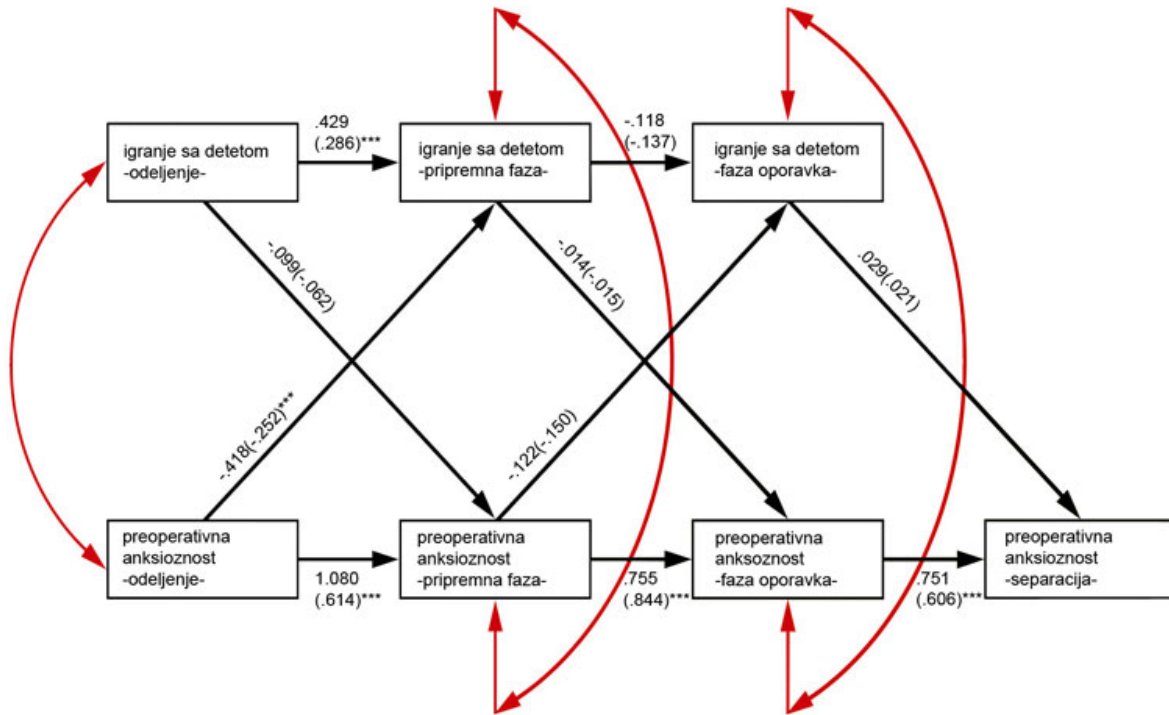 .429
(.286)***
-.118
(-.137)
igranje sa detetom
-odeljenje-
igranje sa detetom
-pripremna faza-
igranje sa detetom
-faza oporavka-
-.099(-.062)
-.014(-.015)
.029(.021)
-.418(-.252)***
-.122(-.150)
preoperativna
anksioznost
-odeljenje-
preoperativna
anksioznost
-pripremna faza-
preoperativna
anksoznost
-faza oporavka-
preoperativna
anksioznost
-separacija-
1.080
(.614)***
.755
(.844)***
.751
(.606)***